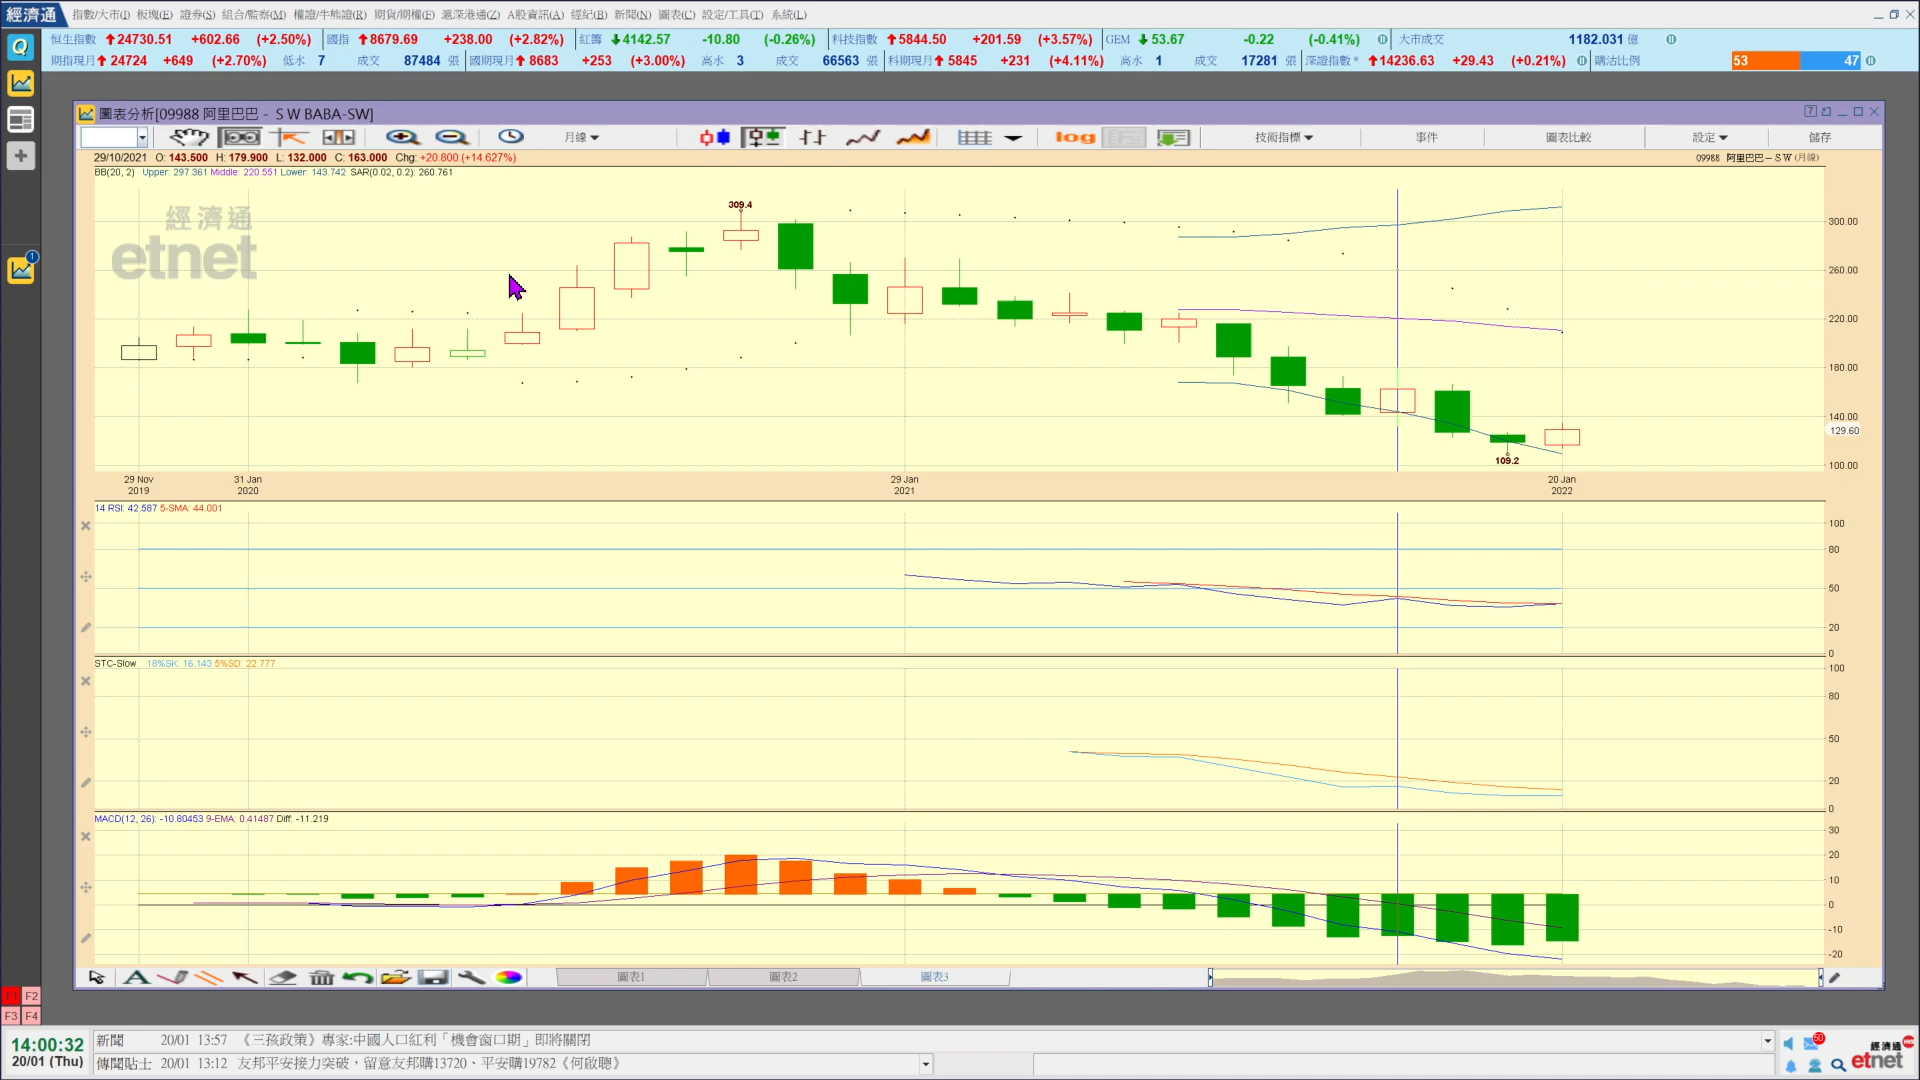 經濟通 指數/大市(I) 板塊(E) 證券(S) 組合/監察(M) 權證/牛熊證(R) 期貨/期權(F) 滬深港通(Z) A股資訊(A) 經紀(B) 新聞(N) 圖表(C) 設定/工具(T) 系統(L)
恒生指數 24730.51 +602.66 (+2.50%) 國指 8679.69 +238.00 (+2.82%) 紅籌 4142.57 -10.80 (-0.26%) 科技指數 5844.50 +201.59 (+3.57%) GEM 53.67 -0.22 (-0.41%) 大市成交 1182.031 億
期指現月 24724 +649 (+2.70%) 低水 7 成交 87484 張 國期現月 8683 +253 (+3.00%) 高水 3 成交 66563 張 科期現月 5845 +231 (+4.11%) 高水 1 成交 17281 張 深證指數* 14236.63 +29.43 (+0.21%) 購沽比例 53 47
圖表分析[09988 阿里巴巴 - ＳＷ BABA-SW]
月線 log 技術指標 事件 圖表比較 設定 儲存
29/10/2021 O: 143.500 H: 179.900 L: 132.000 C: 163.000 Chg: +20.800 (+14.627%) 09988 阿里巴巴－ＳＷ (月線)
BB(20, 2) Upper: 297.361 Middle: 220.551 Lower: 143.742 SAR(0.02, 0.2): 260.761
經濟通
etnet
309.4
300.00
260.00
220.00
180.00
140.00
129.60
109.2
100.00
29 Nov 31 Jan 29 Jan 20 Jan
2019 2020 2021 2022
14 RSI: 42.587 5-SMA: 44.001
100
80
50
20
0
STC-Slow 18%SK: 16.143 5%SD: 22.777
100
80
50
20
0
MACD(12, 26): -10.80453 9-EMA: 0.41487 Diff: -11.219
30
20
10
0
-10
-20
A 圖表1 圖表2 圖表3
1
F1 F2
F3 F4
14:00:32
20/01 (Thu)
新聞 20/01 13:57 《三孩政策》專家:中國人口紅利「機會窗口期」即將關閉
傳聞貼士 20/01 13:12 友邦平安接力突破，留意友邦購13720、平安購19782《何啟聰》
50
經濟通
etnet